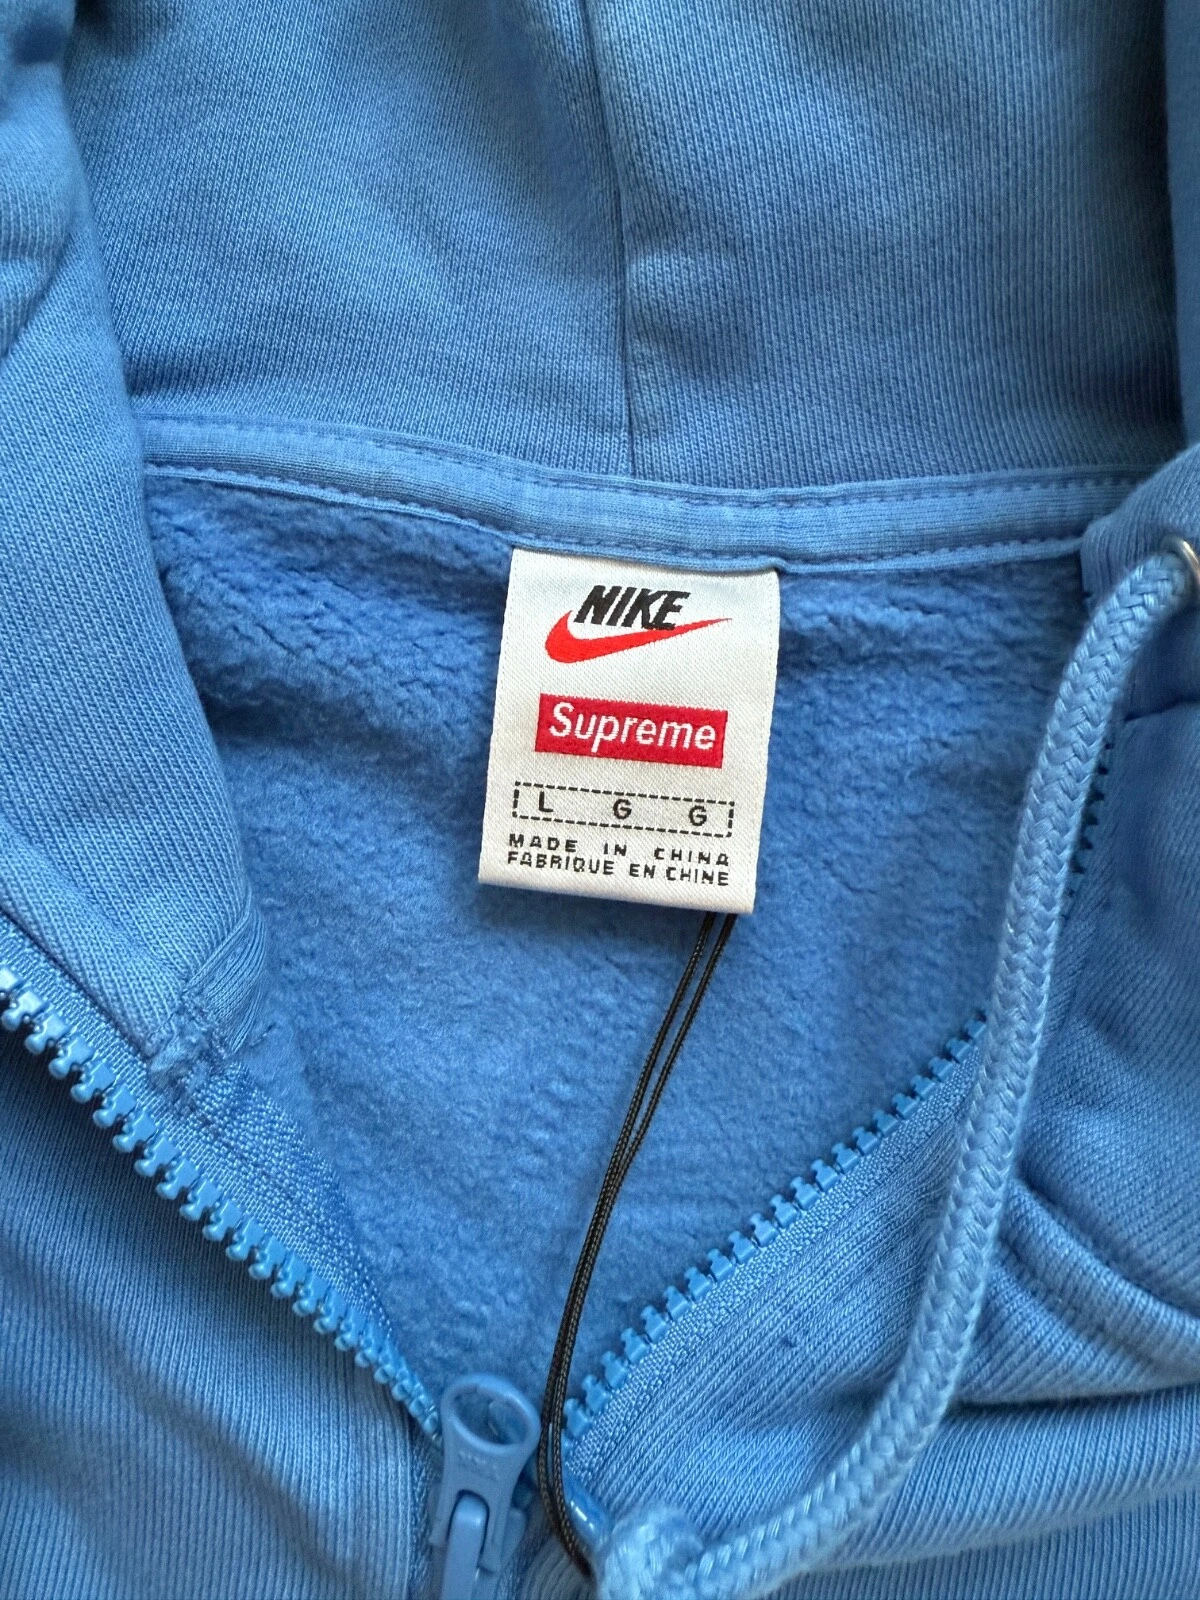 NIKE
Supreme
L G G
MADE IN CHINA
FABRIQUE EN CHINE